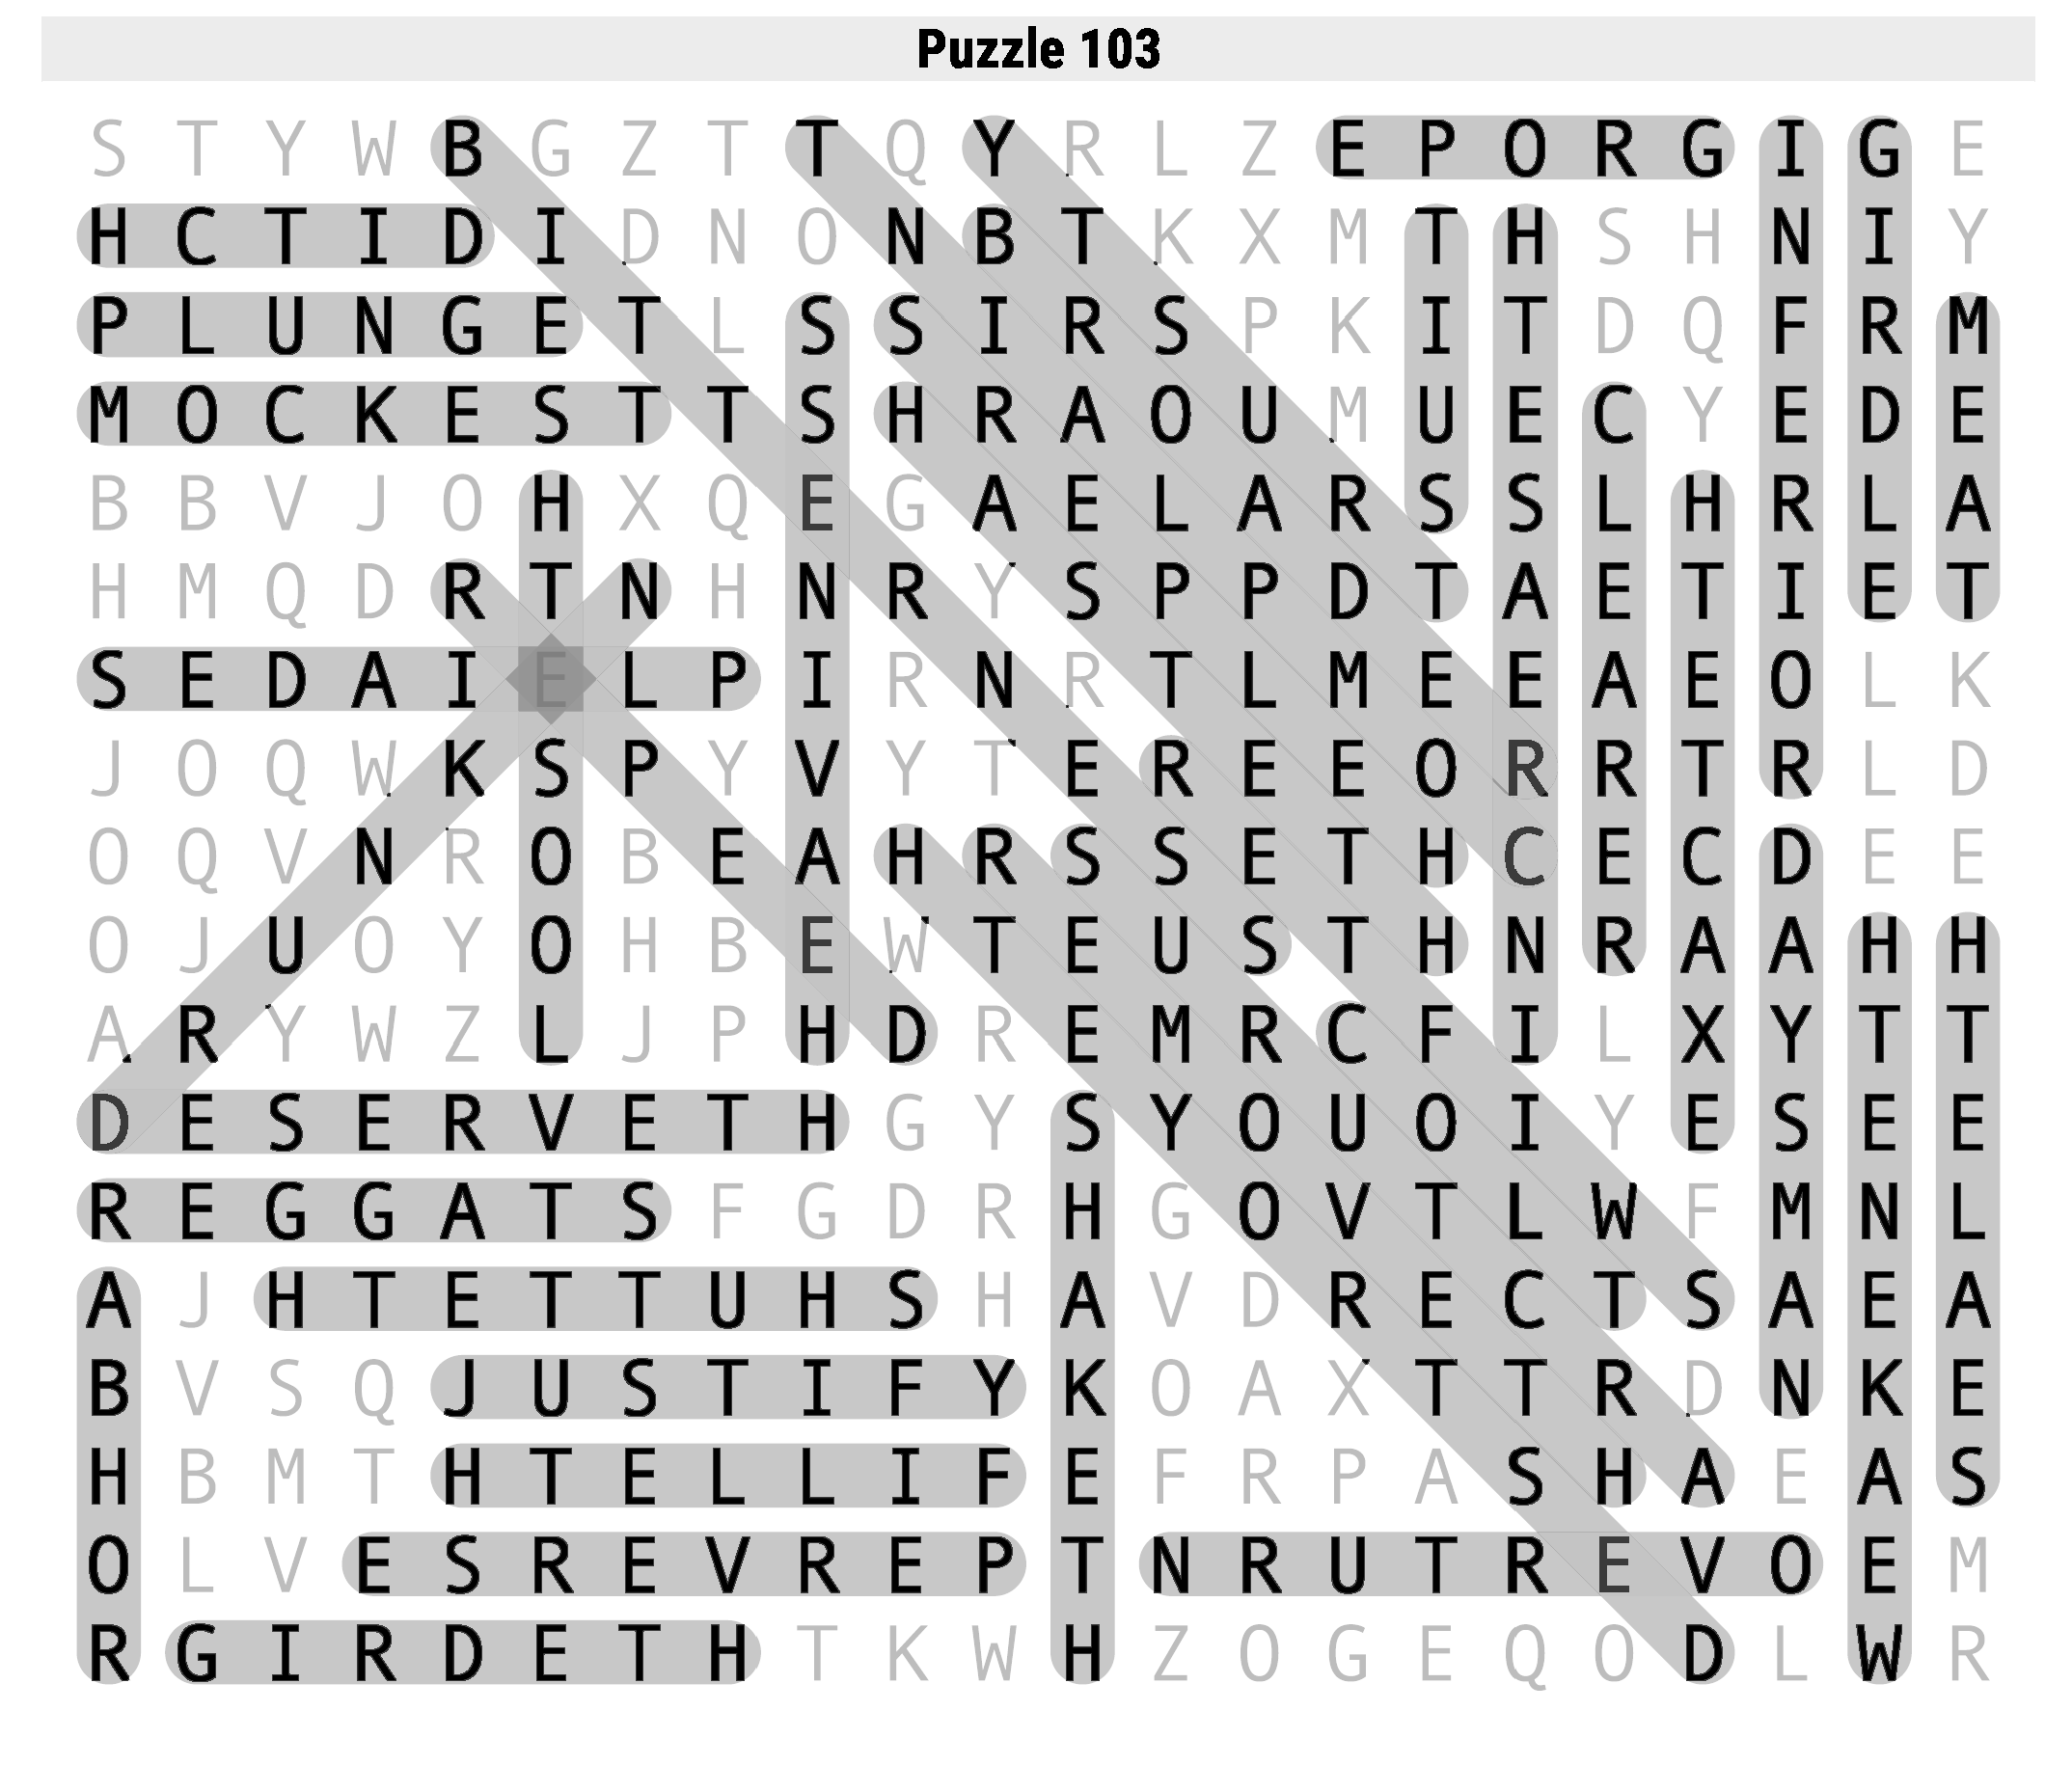 Puzzle 103
S T Y W B G Z T T Q Y R L Z E P O R G I G E
H C T I D I D N O N B T K X M T H S H N I Y
P L U N G E T L S S I R S P K I T D Q F R M
M O C K E S T T S H R A O U M U E C Y E D E
B B V J O H X Q E G A E L A R S S L H R L A
H M Q D R T N H N R Y S P P D T A E T I E T
S E D A I E L P I R N R T L M E E A E O L K
J O Q W K S P Y V Y T E R E E O R R T R L D
O Q V N R O B E A H R S S E T H C E C D E E
O J U O Y O H B E W T E U S T H N R A A H H
A R Y W Z L J P H D R E M R C F I L X Y T T
D E S E R V E T H G Y S Y O U O I Y E S E E
R E G G A T S F G D R H G O V T L W F M N L
A J H T E T T U H S H A V D R E C T S A E A
B V S Q J U S T I F Y K O A X T T R D N K E
H B M T H T E L L I F E F R P A S H A E A S
O L V E S R E V R E P T N R U T R E V O E M
R G I R D E T H T K W H Z O G E Q O D L W R